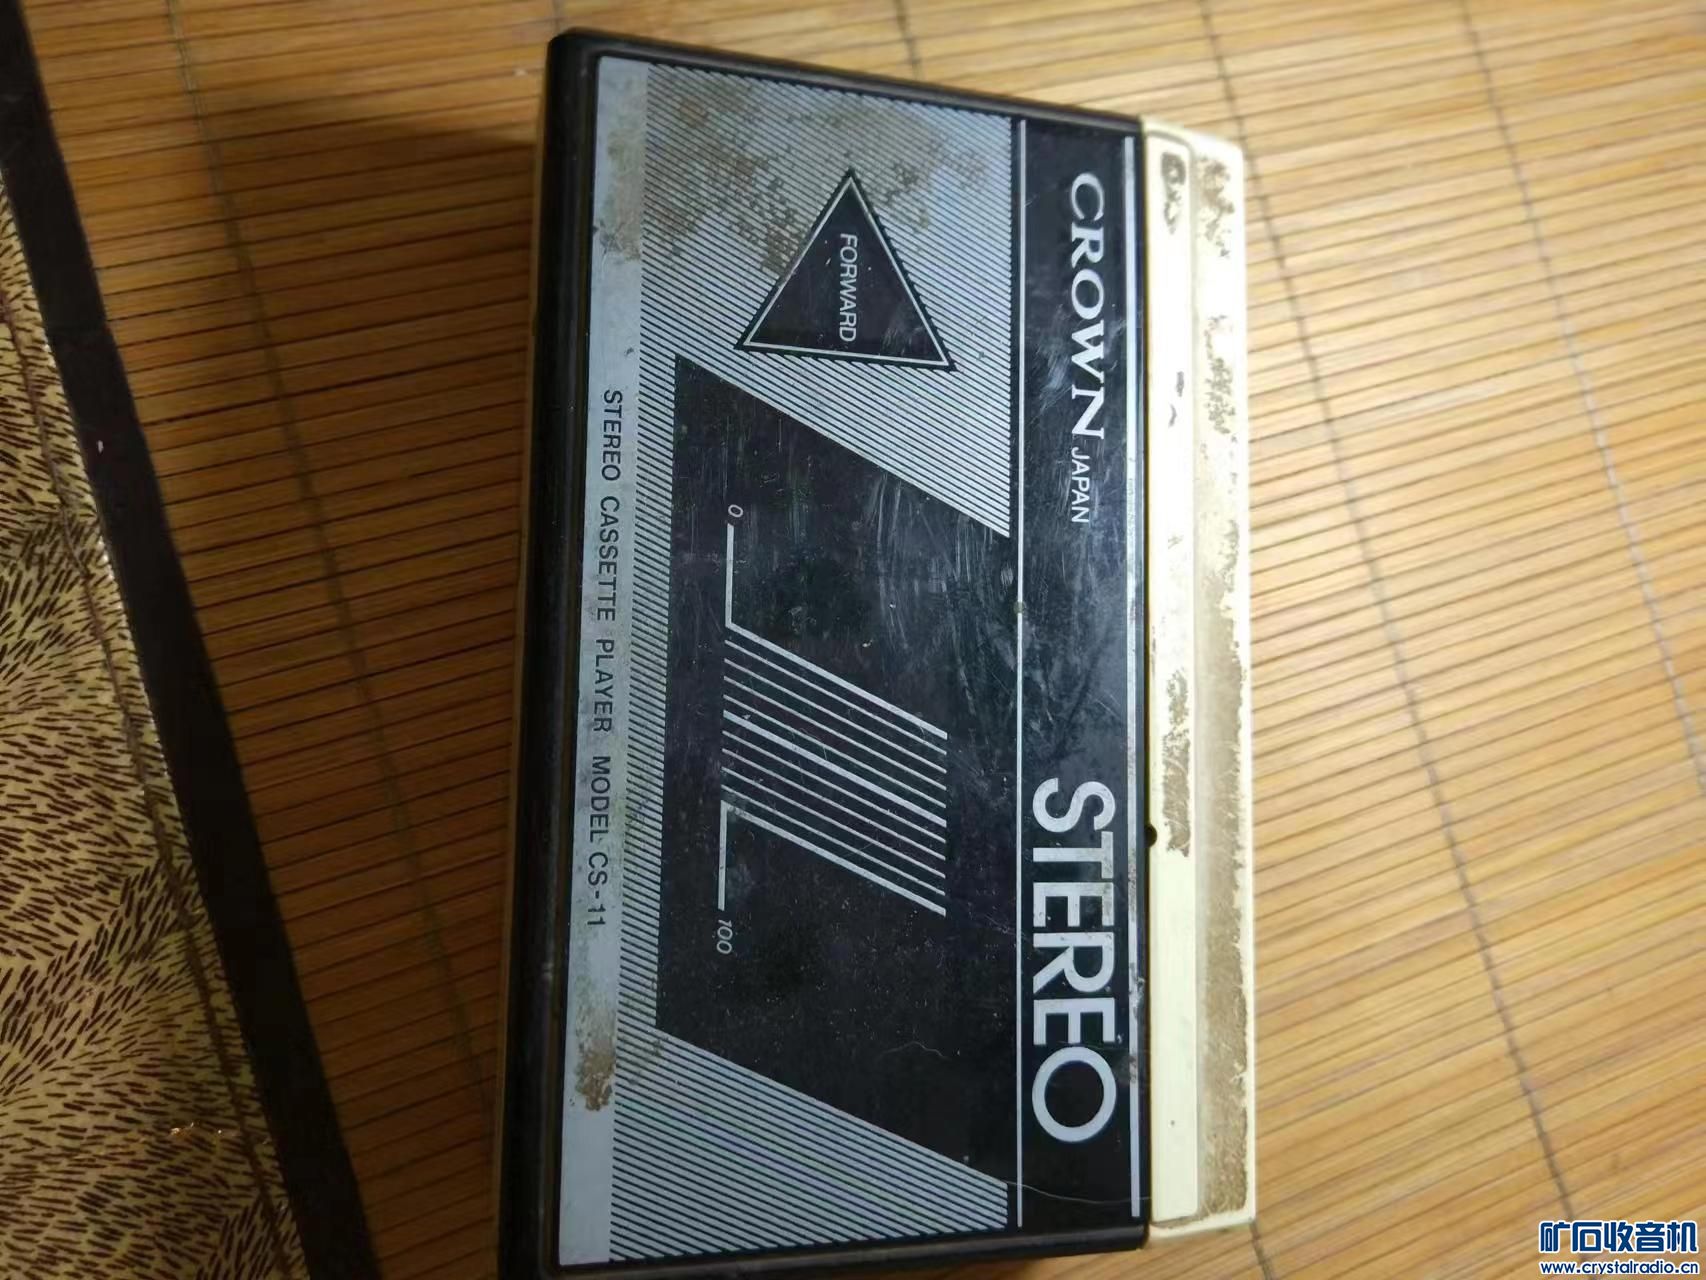 CROWN JAPAN
STEREO
FORWARD
0
100
STEREO CASSETTE PLAYER MODEL CS-11
矿石收音机
www.crystalradio.cn